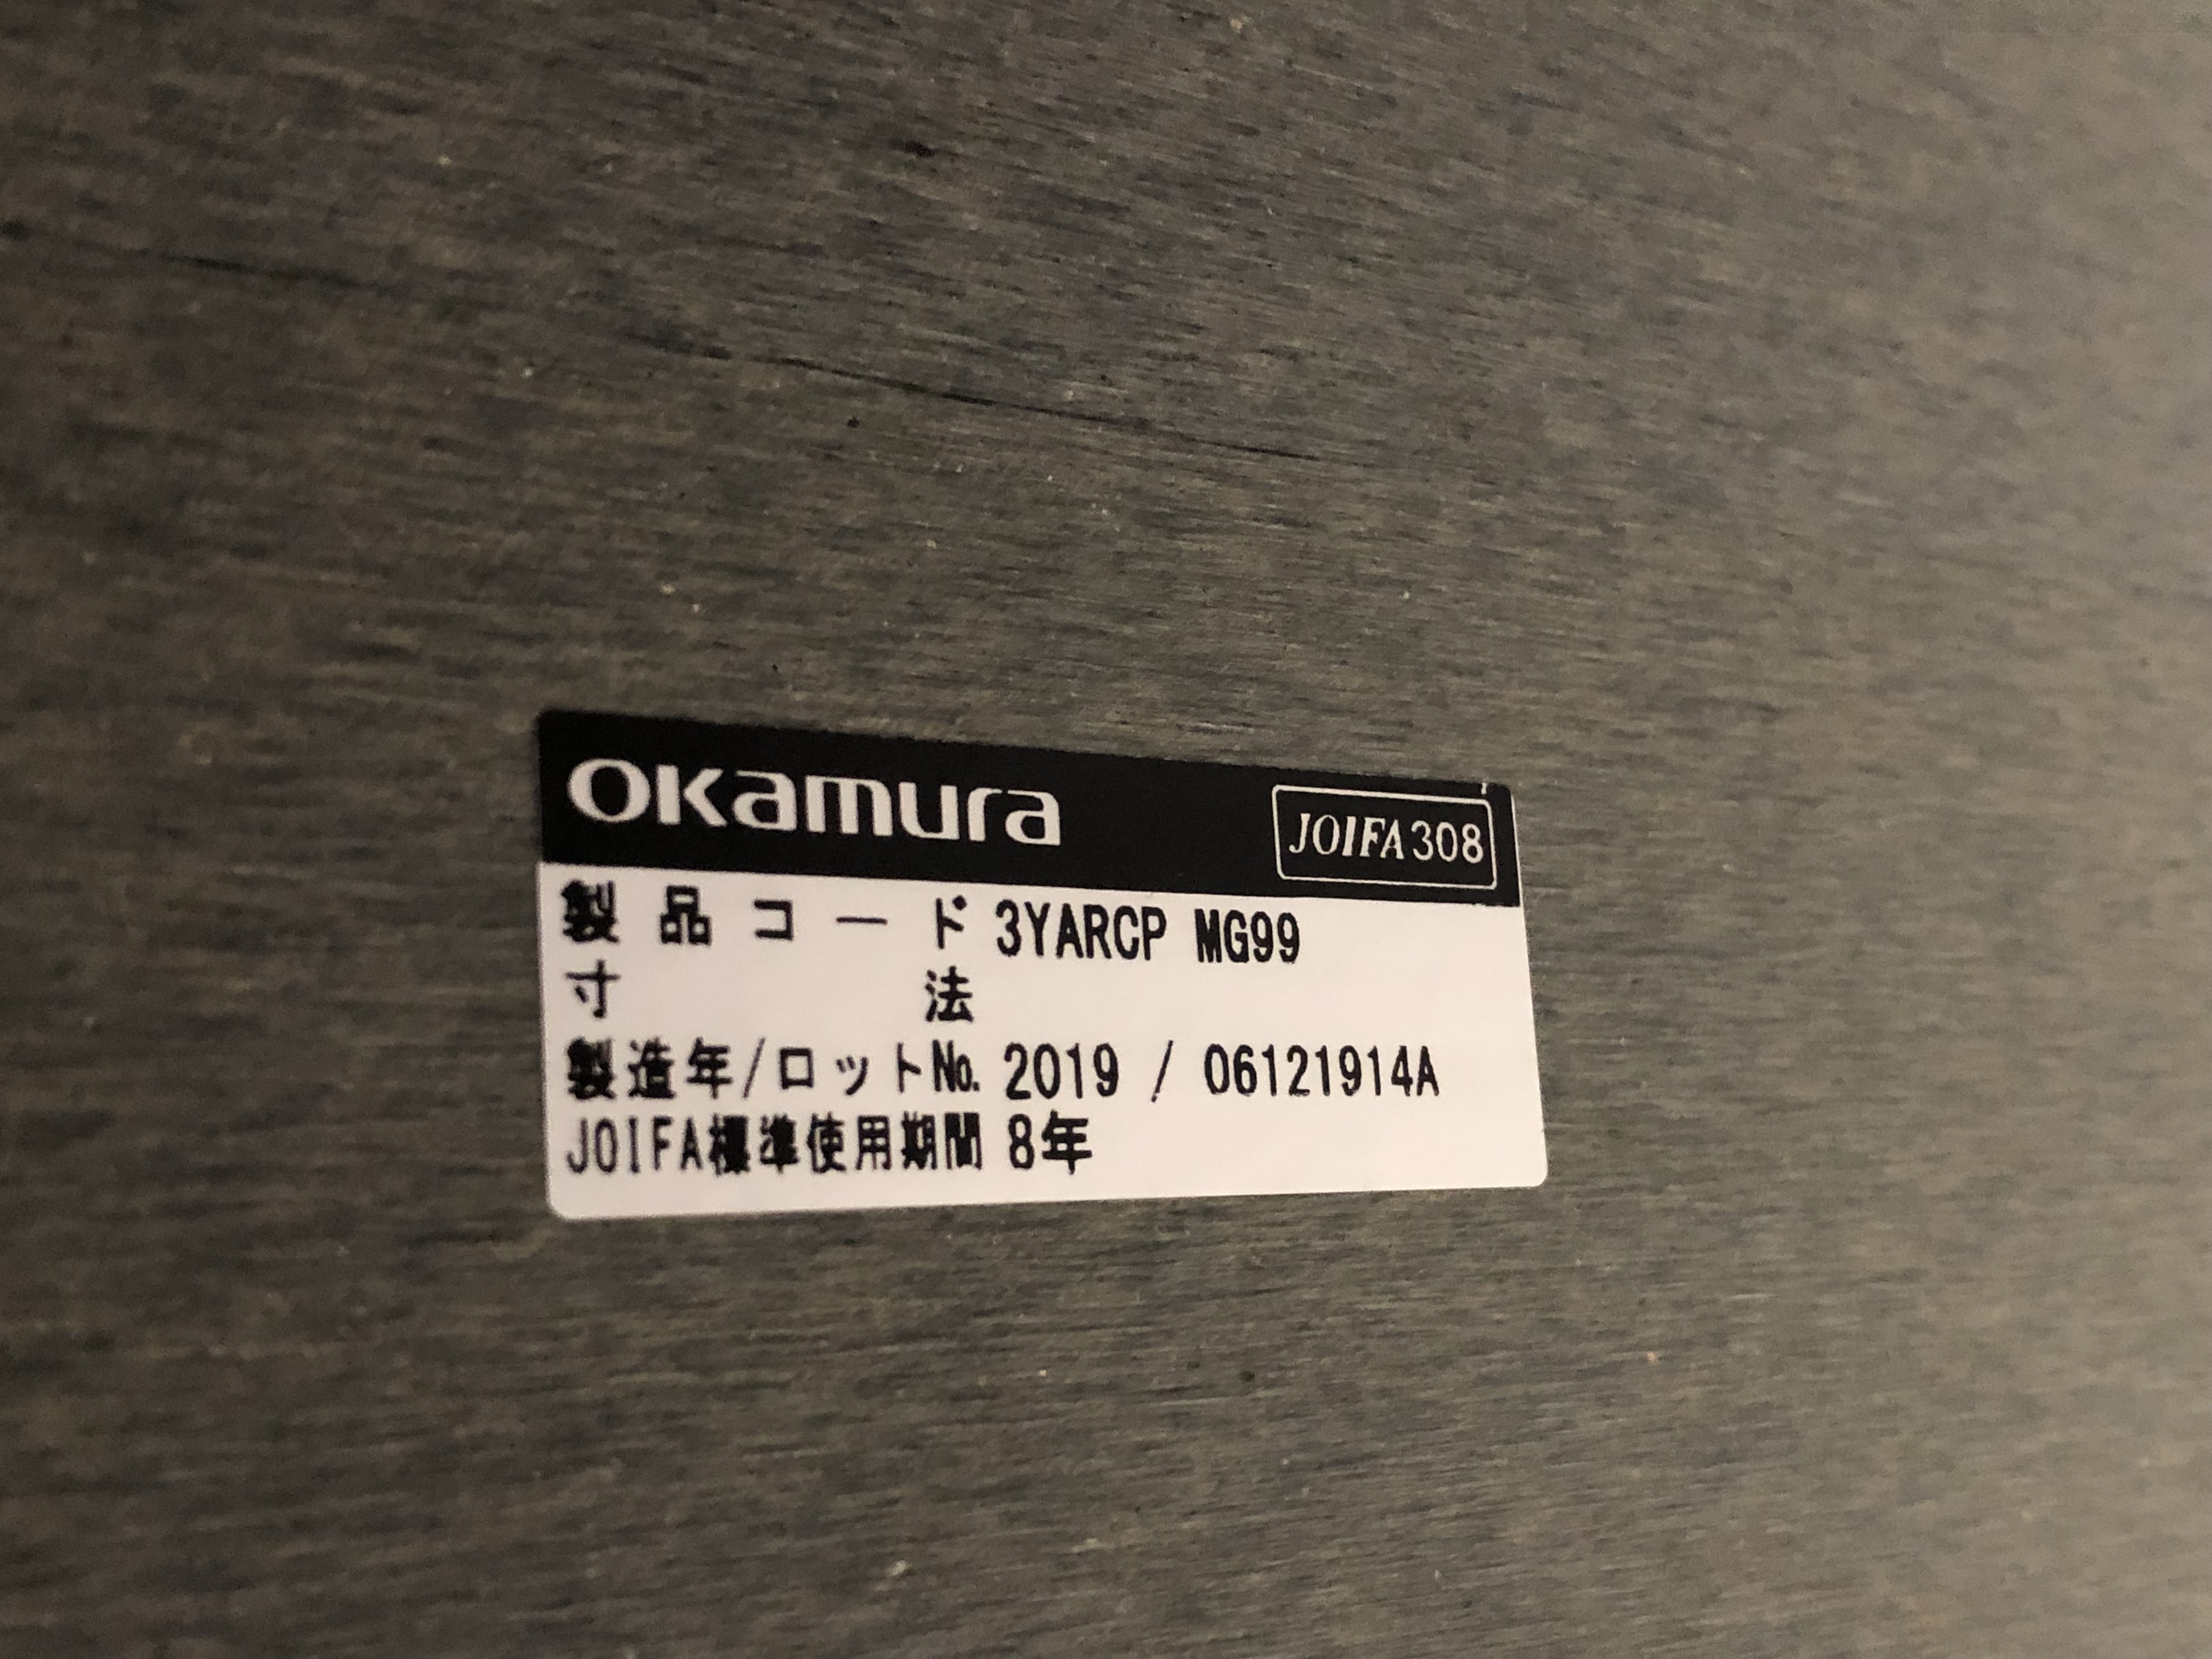 okamura JOIFA308
製品コード 3YARCP MG99
寸法
製造年/ロットNo. 2019 / 06121914A
JOIFA標準使用期間 8年